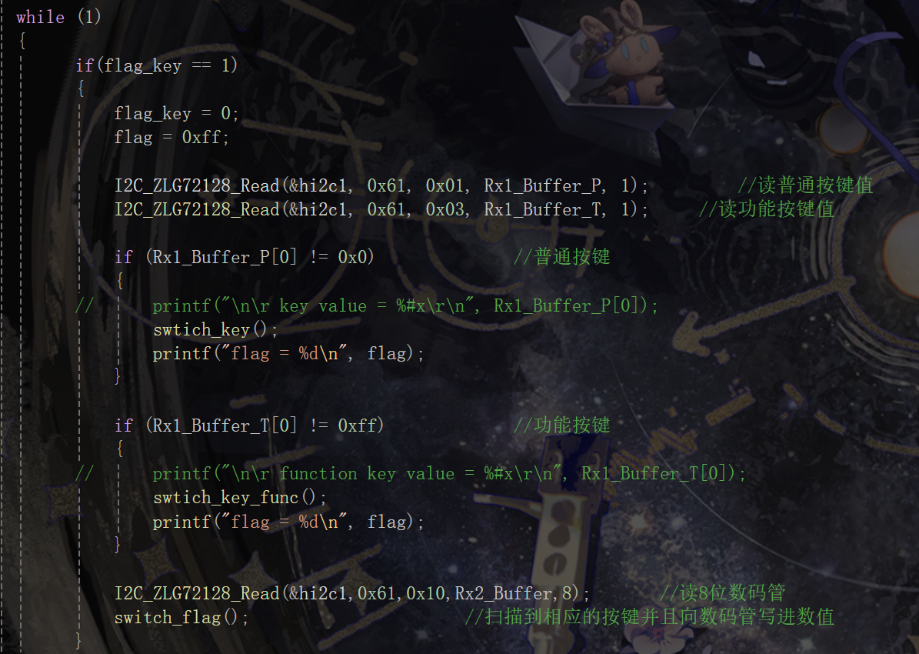 while (1)
{
if(flag_key == 1)
{
flag_key = 0;
flag = 0xff;
I2C_ZLG72128_Read(&hi2c1, 0x61, 0x01, Rx1_Buffer_P, 1); //读普通按键值
I2C_ZLG72128_Read(&hi2c1, 0x61, 0x03, Rx1_Buffer_T, 1); //读功能按键值
if (Rx1_Buffer_P[0] != 0x0) //普通按键
{
// printf("\n\r key value = %#x\r\n", Rx1_Buffer_P[0]);
swtich_key();
printf("flag = %d\n", flag);
}
if (Rx1_Buffer_T[0] != 0xff) //功能按键
{
// printf("\n\r function key value = %#x\r\n", Rx1_Buffer_T[0]);
swtich_key_func();
printf("flag = %d\n", flag);
}
I2C_ZLG72128_Read(&hi2c1,0x61,0x10,Rx2_Buffer,8); //读8位数码管
switch_flag(); //扫描到相应的按键并且向数码管写进数值
}